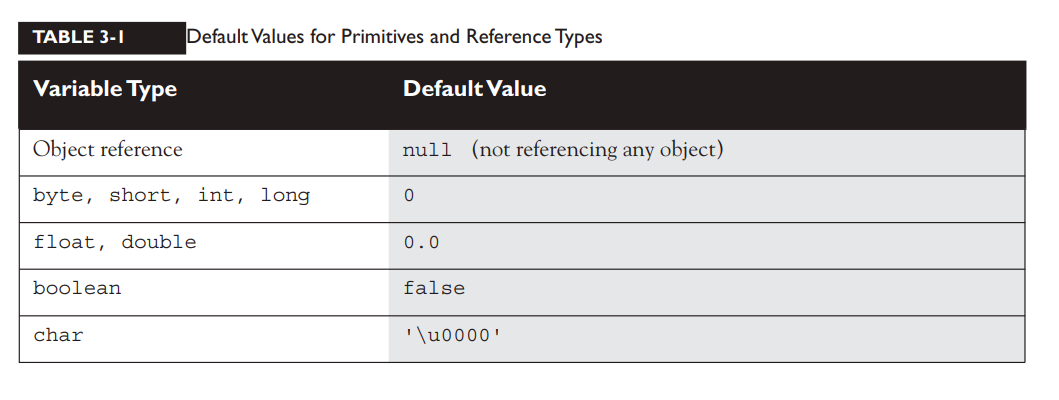 TABLE 3-1 Default Values for Primitives and Reference Types
Variable Type Default Value
Object reference null (not referencing any object)
byte, short, int, long 0
float, double 0.0
boolean false
char '\u0000'